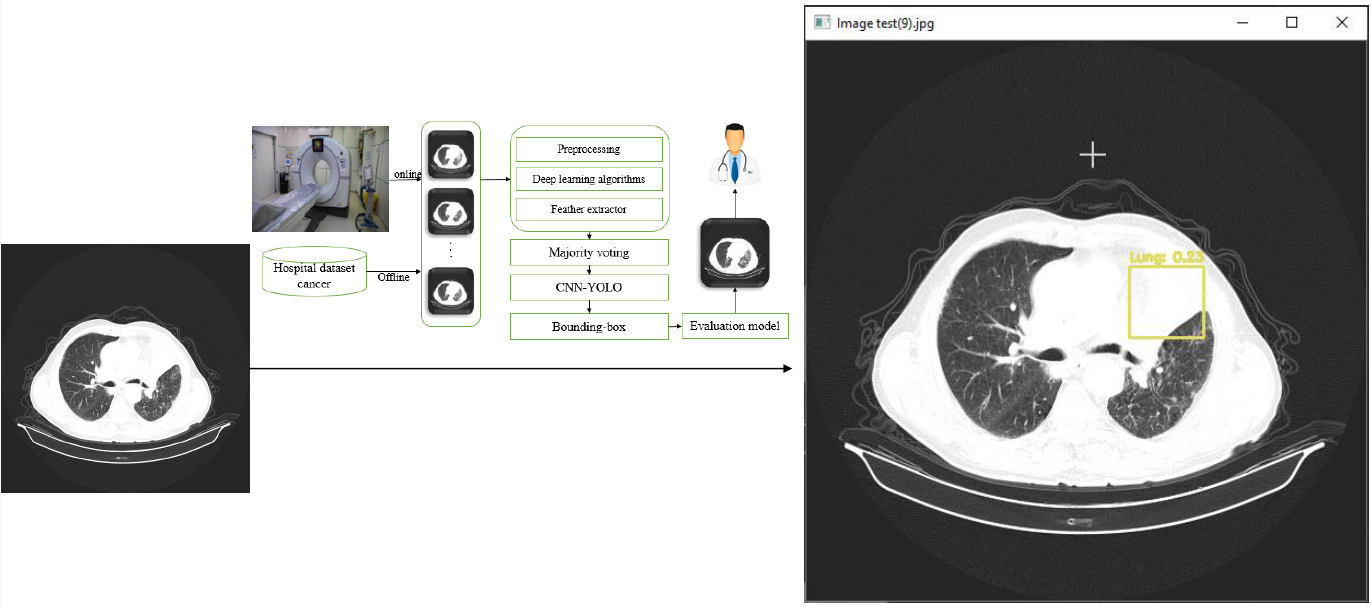 Image test(9).jpg
online
Preprocessing
Deep learning algorithms
Feather extractor
Hospital dataset
cancer
Offline
Majority voting
CNN-YOLO
Bounding-box
Evaluation model
Lung: 0.23